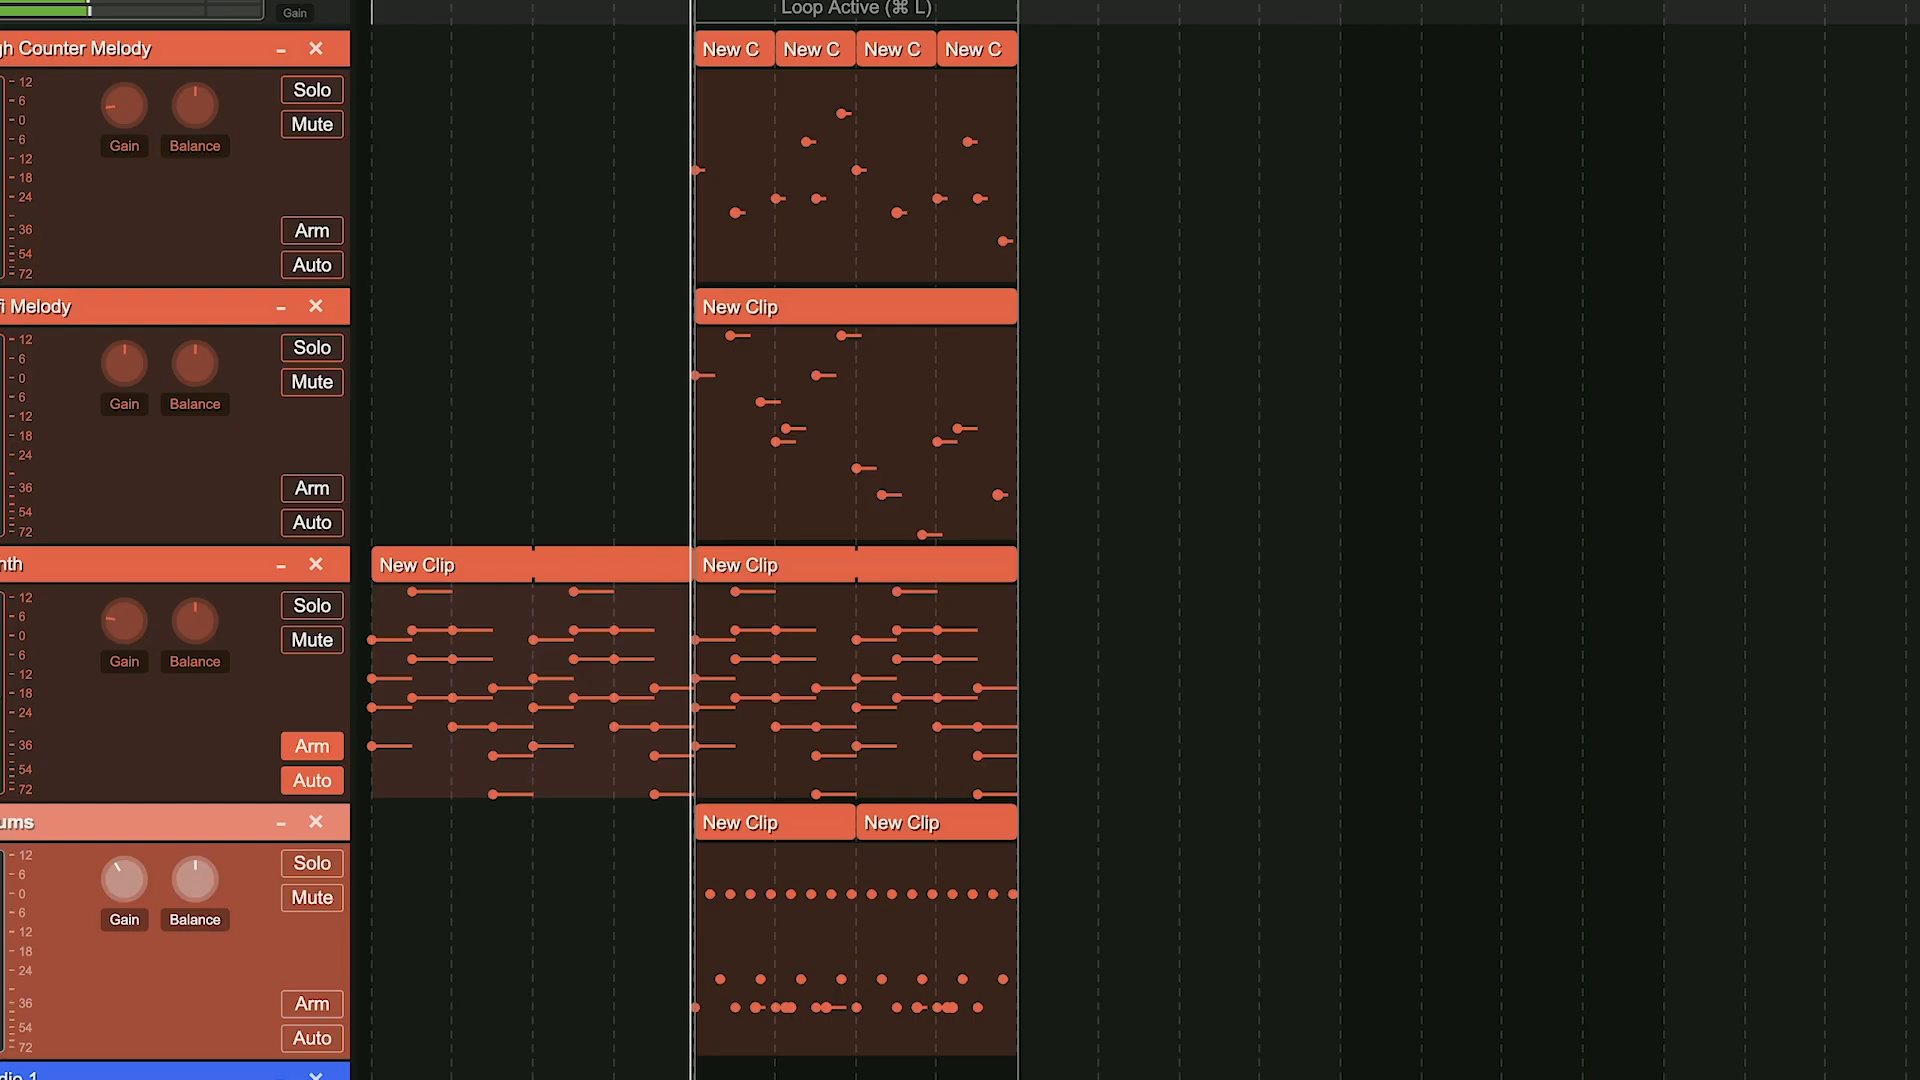 Gain
Loop Active (⌘ L)
gh Counter Melody
New C New C New C New C
12
6
0
6
12
18
24
36
54
72
Gain Balance
Solo
Mute
Arm
Auto
fi Melody
New Clip
12
6
0
6
12
18
24
36
54
72
Gain Balance
Solo
Mute
Arm
Auto
nth
New Clip New Clip
12
6
0
6
12
18
24
36
54
72
Gain Balance
Solo
Mute
Arm
Auto
ums
New Clip New Clip
12
6
0
6
12
18
24
36
54
72
Gain Balance
Solo
Mute
Arm
Auto
dio 1